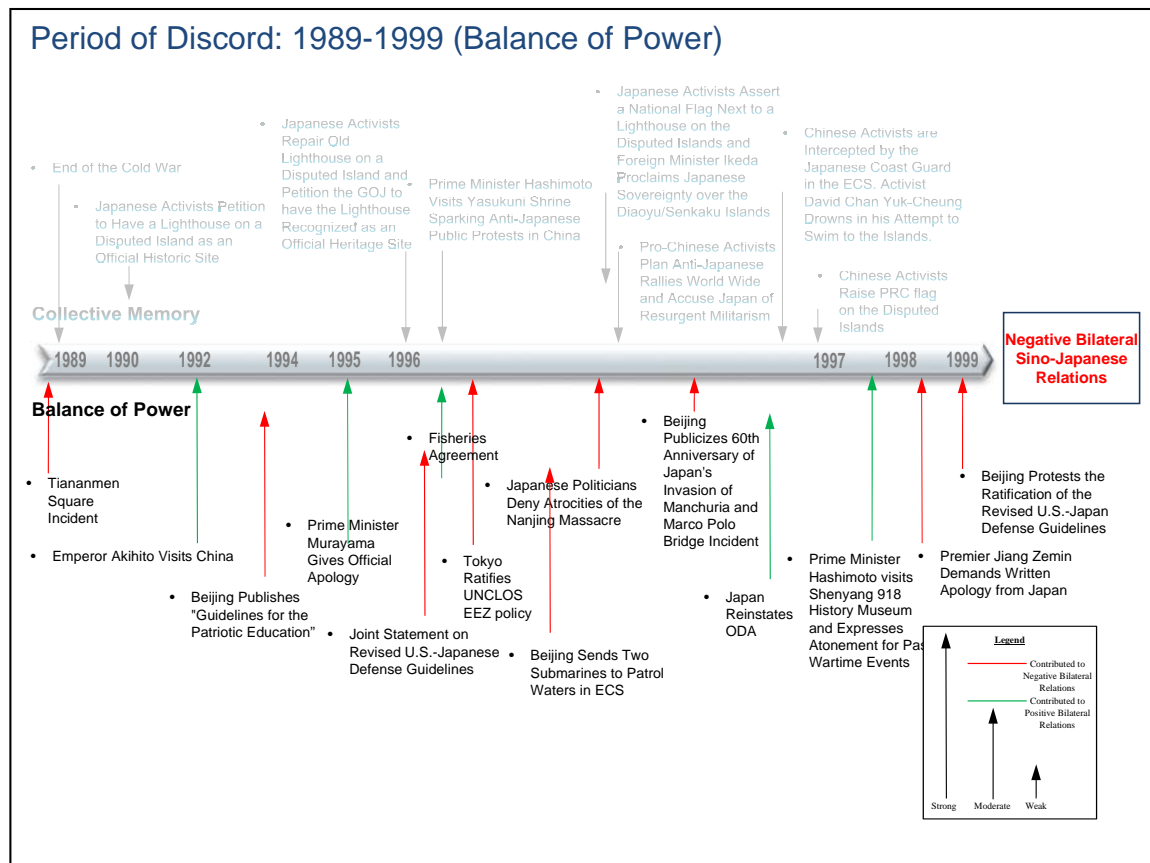 Period of Discord: 1989-1999 (Balance of Power)
• End of the Cold War
• Japanese Activists Petition
to Have a Lighthouse on a
Disputed Island as an
Official Historic Site
• Japanese Activists
Repair Old
Lighthouse on a
Disputed Island and
Petition the GOJ to
have the Lighthouse
Recognized as an
Official Heritage Site
• Prime Minister Hashimoto
Visits Yasukuni Shrine
Sparking Anti-Japanese
Public Protests in China
• Japanese Activists Assert
a National Flag Next to a
Lighthouse on the
Disputed Islands and
Foreign Minister Ikeda
Proclaims Japanese
Sovereignty over the
Diaoyu/Senkaku Islands
• Pro-Chinese Activists
Plan Anti-Japanese
Rallies World Wide
and Accuse Japan of
Resurgent Militarism
• Chinese Activists are
Intercepted by the
Japanese Coast Guard
in the ECS. Activist
David Chan Yuk-Cheung
Drowns in his Attempt to
Swim to the Islands.
• Chinese Activists
Raise PRC flag
on the Disputed
Islands
Collective Memory
1989 1990 1992 1994 1995 1996 1997 1998 1999
Negative Bilateral
Sino-Japanese
Relations
Balance of Power
• Tiananmen
Square
Incident
• Emperor Akihito Visits China
• Beijing Publishes
"Guidelines for the
Patriotic Education”
• Prime Minister
Murayama
Gives Official
Apology
• Joint Statement on
Revised U.S.-Japanese
Defense Guidelines
• Fisheries
Agreement
• Tokyo
Ratifies
UNCLOS
EEZ policy
• Japanese Politicians
Deny Atrocities of the
Nanjing Massacre
• Beijing Sends Two
Submarines to Patrol
Waters in ECS
• Beijing
Publicizes 60th
Anniversary of
Japan’s
Invasion of
Manchuria and
Marco Polo
Bridge Incident
• Japan
Reinstates
ODA
• Prime Minister
Hashimoto visits
Shenyang 918
History Museum
and Expresses
Atonement for Pas
Wartime Events
• Premier Jiang Zemin
Demands Written
Apology from Japan
• Beijing Protests the
Ratification of the
Revised U.S.-Japan
Defense Guidelines
Legend
Contributed to
Negative Bilateral
Relations
Contributed to
Positive Bilateral
Relations
Strong Moderate Weak